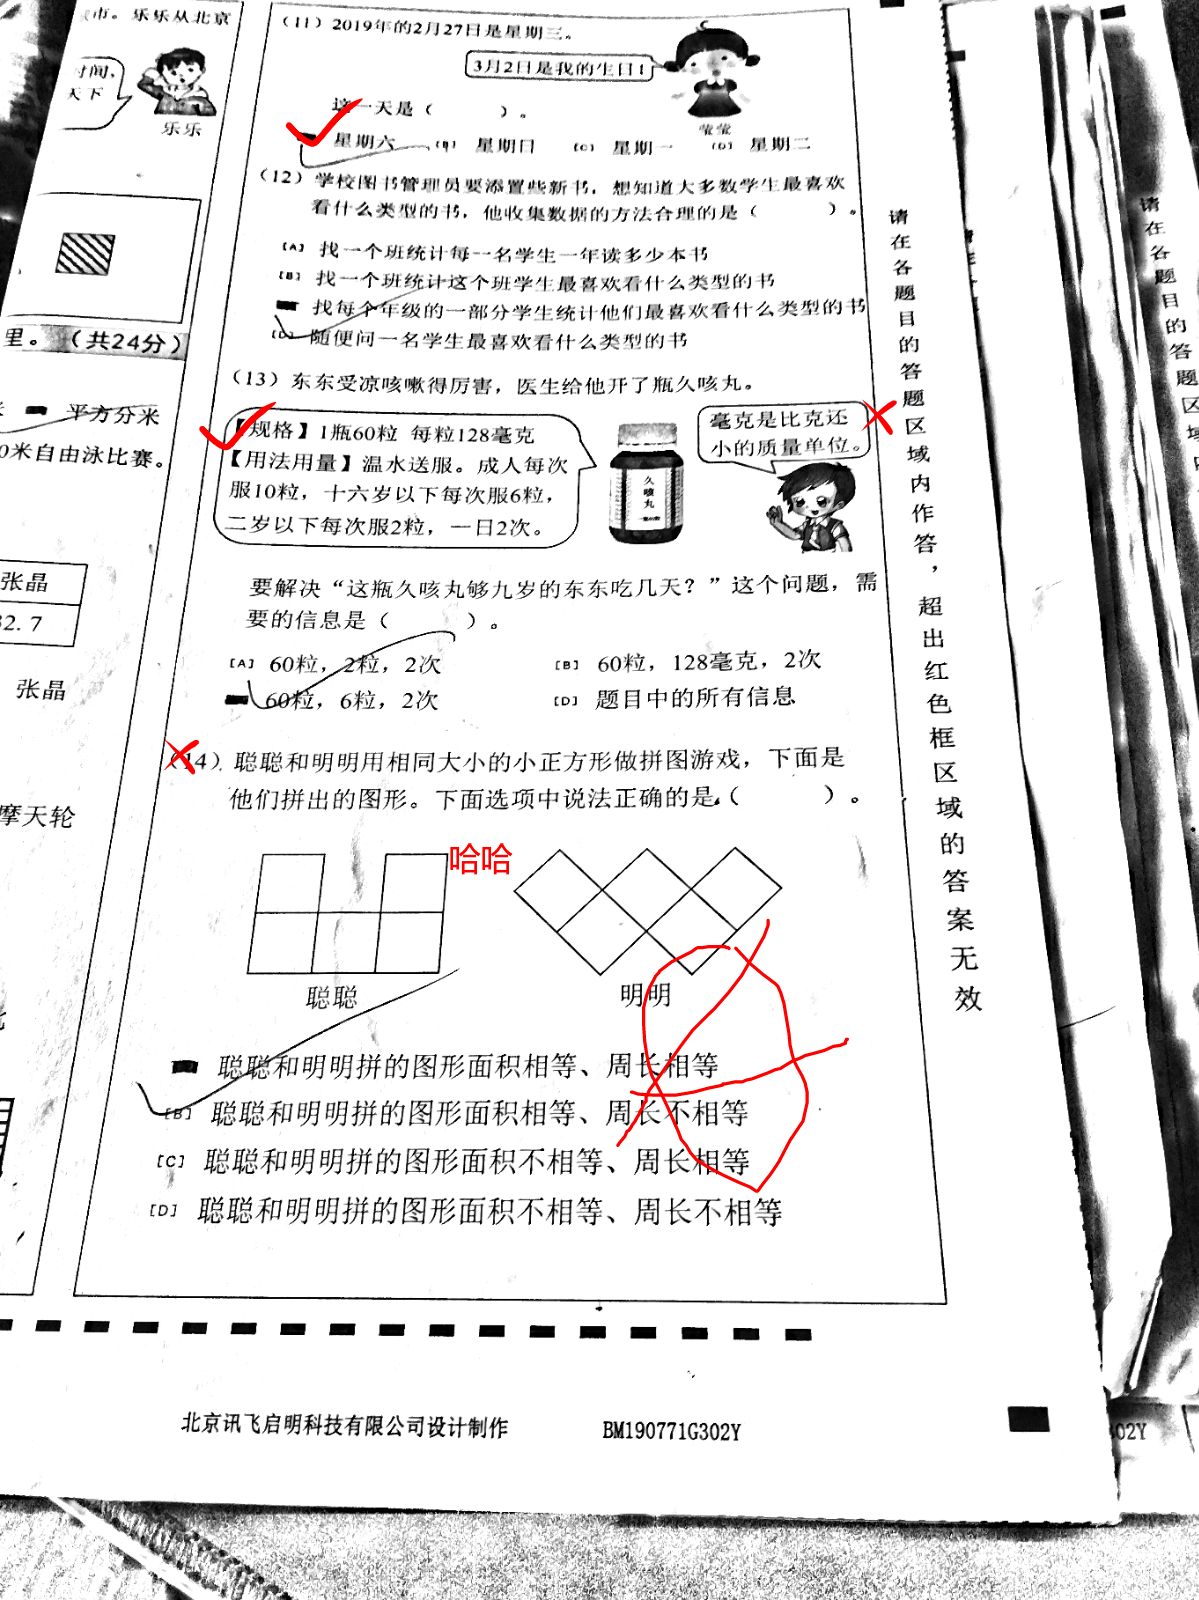 市。乐乐从北京
时间，
天下
乐乐
里。（共24分）
平方分米
0米自由泳比赛。
张晶
32.7
张晶
摩天轮
（11）2019年的2月27日是星期三。
3月2日是我的生日！
莹莹
这一天是（　　）。
星期六 [B] 星期日 [C] 星期一 [D] 星期二
（12）学校图书管理员要添置些新书，想知道大多数学生最喜欢
看什么类型的书，他收集数据的方法合理的是（　　）。
[A] 找一个班统计每一名学生一年读多少本书
[B] 找一个班统计这个班学生最喜欢看什么类型的书
找每个年级的一部分学生统计他们最喜欢看什么类型的书
[D] 随便问一名学生最喜欢看什么类型的书
（13）东东受凉咳嗽得厉害，医生给他开了瓶久咳丸。
【规格】1瓶60粒 每粒128毫克
【用法用量】温水送服。成人每次
服10粒，十六岁以下每次服6粒，
二岁以下每次服2粒，一日2次。
久咳丸
毫克是比克还
小的质量单位。
要解决“这瓶久咳丸够九岁的东东吃几天？”这个问题，需
要的信息是（　　）。
[A] 60粒，2粒，2次 [B] 60粒，128毫克，2次
60粒，6粒，2次 [D] 题目中的所有信息
（14）聪聪和明明用相同大小的小正方形做拼图游戏，下面是
他们拼出的图形。下面选项中说法正确的是（　　）。
哈哈
聪聪 明明
聪聪和明明拼的图形面积相等、周长相等
[B] 聪聪和明明拼的图形面积相等、周长不相等
[C] 聪聪和明明拼的图形面积不相等、周长相等
[D] 聪聪和明明拼的图形面积不相等、周长不相等
请在各题目的答题区域内作答，超出红色框区域的答案无效
北京讯飞启明科技有限公司设计制作 BM190771G302Y
请在各题目的答题区域
302Y